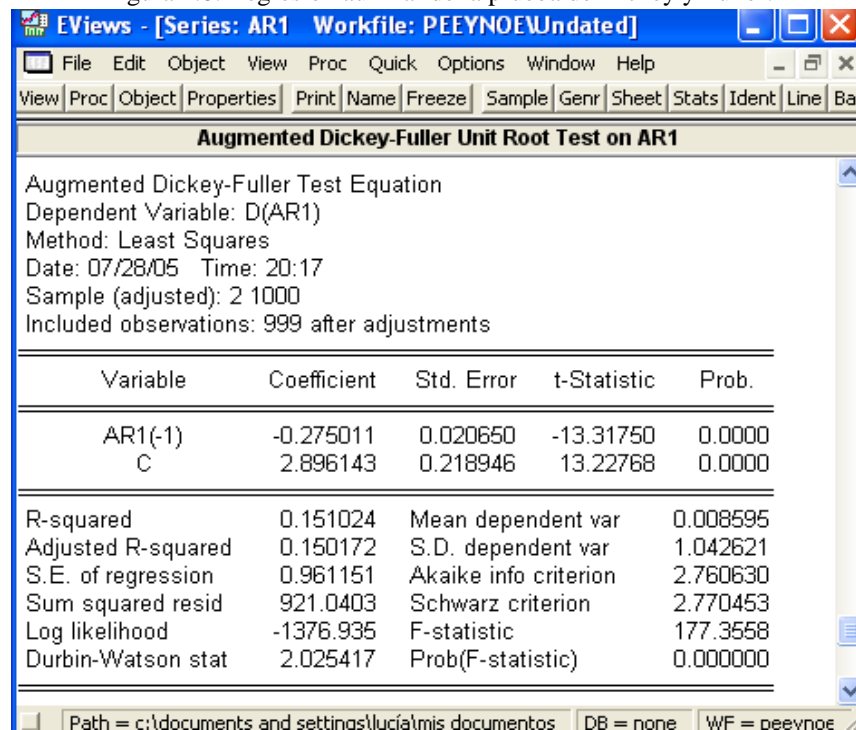 EViews - [Series: AR1 Workfile: PEEYNOE\Undated]
File Edit Object View Proc Quick Options Window Help
View Proc Object Properties Print Name Freeze Sample Genr Sheet Stats Ident Line Ba
Augmented Dickey-Fuller Unit Root Test on AR1
Augmented Dickey-Fuller Test Equation
Dependent Variable: D(AR1)
Method: Least Squares
Date: 07/28/05 Time: 20:17
Sample (adjusted): 2 1000
Included observations: 999 after adjustments
Variable Coefficient Std. Error t-Statistic Prob.
AR1(-1) -0.275011 0.020650 -13.31750 0.0000
C 2.896143 0.218946 13.22768 0.0000
R-squared 0.151024 Mean dependent var 0.008595
Adjusted R-squared 0.150172 S.D. dependent var 1.042621
S.E. of regression 0.961151 Akaike info criterion 2.760630
Sum squared resid 921.0403 Schwarz criterion 2.770453
Log likelihood -1376.935 F-statistic 177.3558
Durbin-Watson stat 2.025417 Prob(F-statistic) 0.000000
Path = c:\documents and settings\lucía\mis documentos DB = none WF = peeynoe